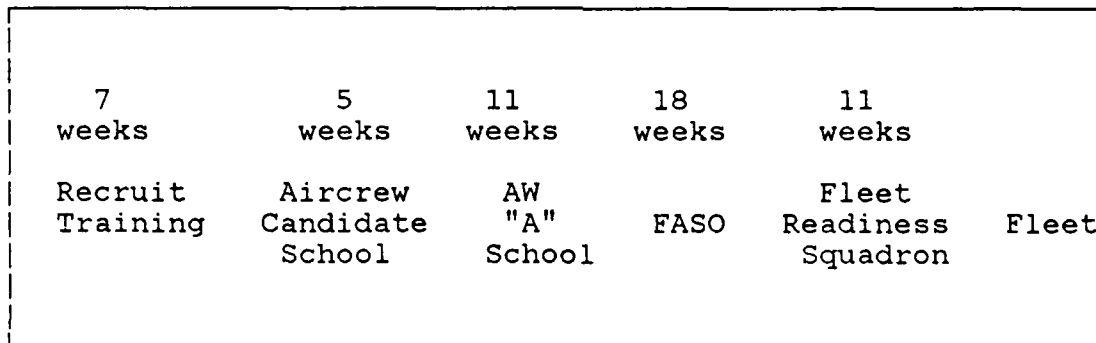 7 5 11 18 11
weeks weeks weeks weeks weeks
Recruit Aircrew AW Fleet
Training Candidate "A" FASO Readiness Fleet
School School Squadron